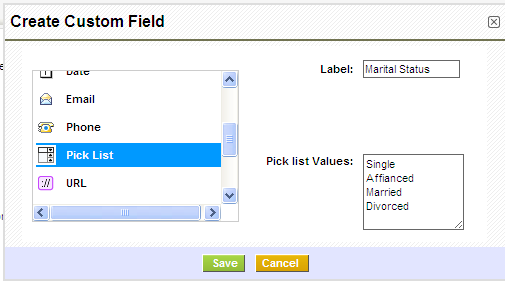 Create Custom Field
Date
Email
Phone
Pick List
:// URL
Label: Marital Status
Pick list Values: Single
Affianced
Married
Divorced
Save Cancel